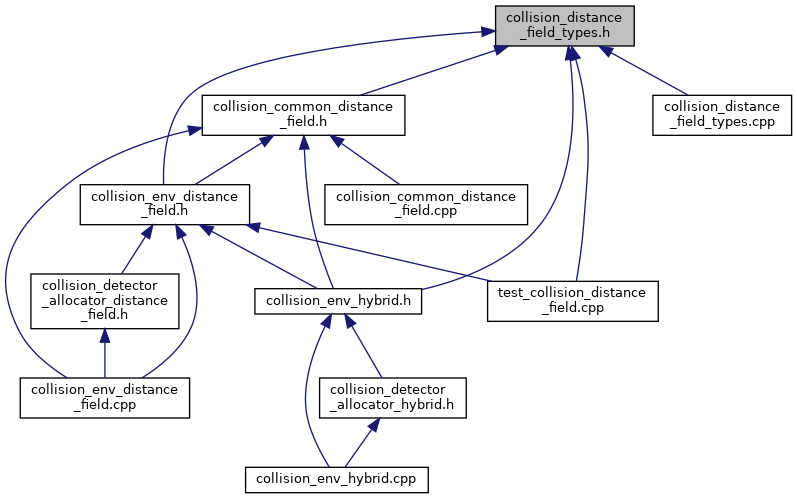 collision_distance
_field_types.h
collision_common_distance
_field.h
collision_distance
_field_types.cpp
collision_env_distance
_field.h
collision_common_distance
_field.cpp
collision_detector
_allocator_distance
_field.h
collision_env_hybrid.h
test_collision_distance
_field.cpp
collision_env_distance
_field.cpp
collision_detector
_allocator_hybrid.h
collision_env_hybrid.cpp